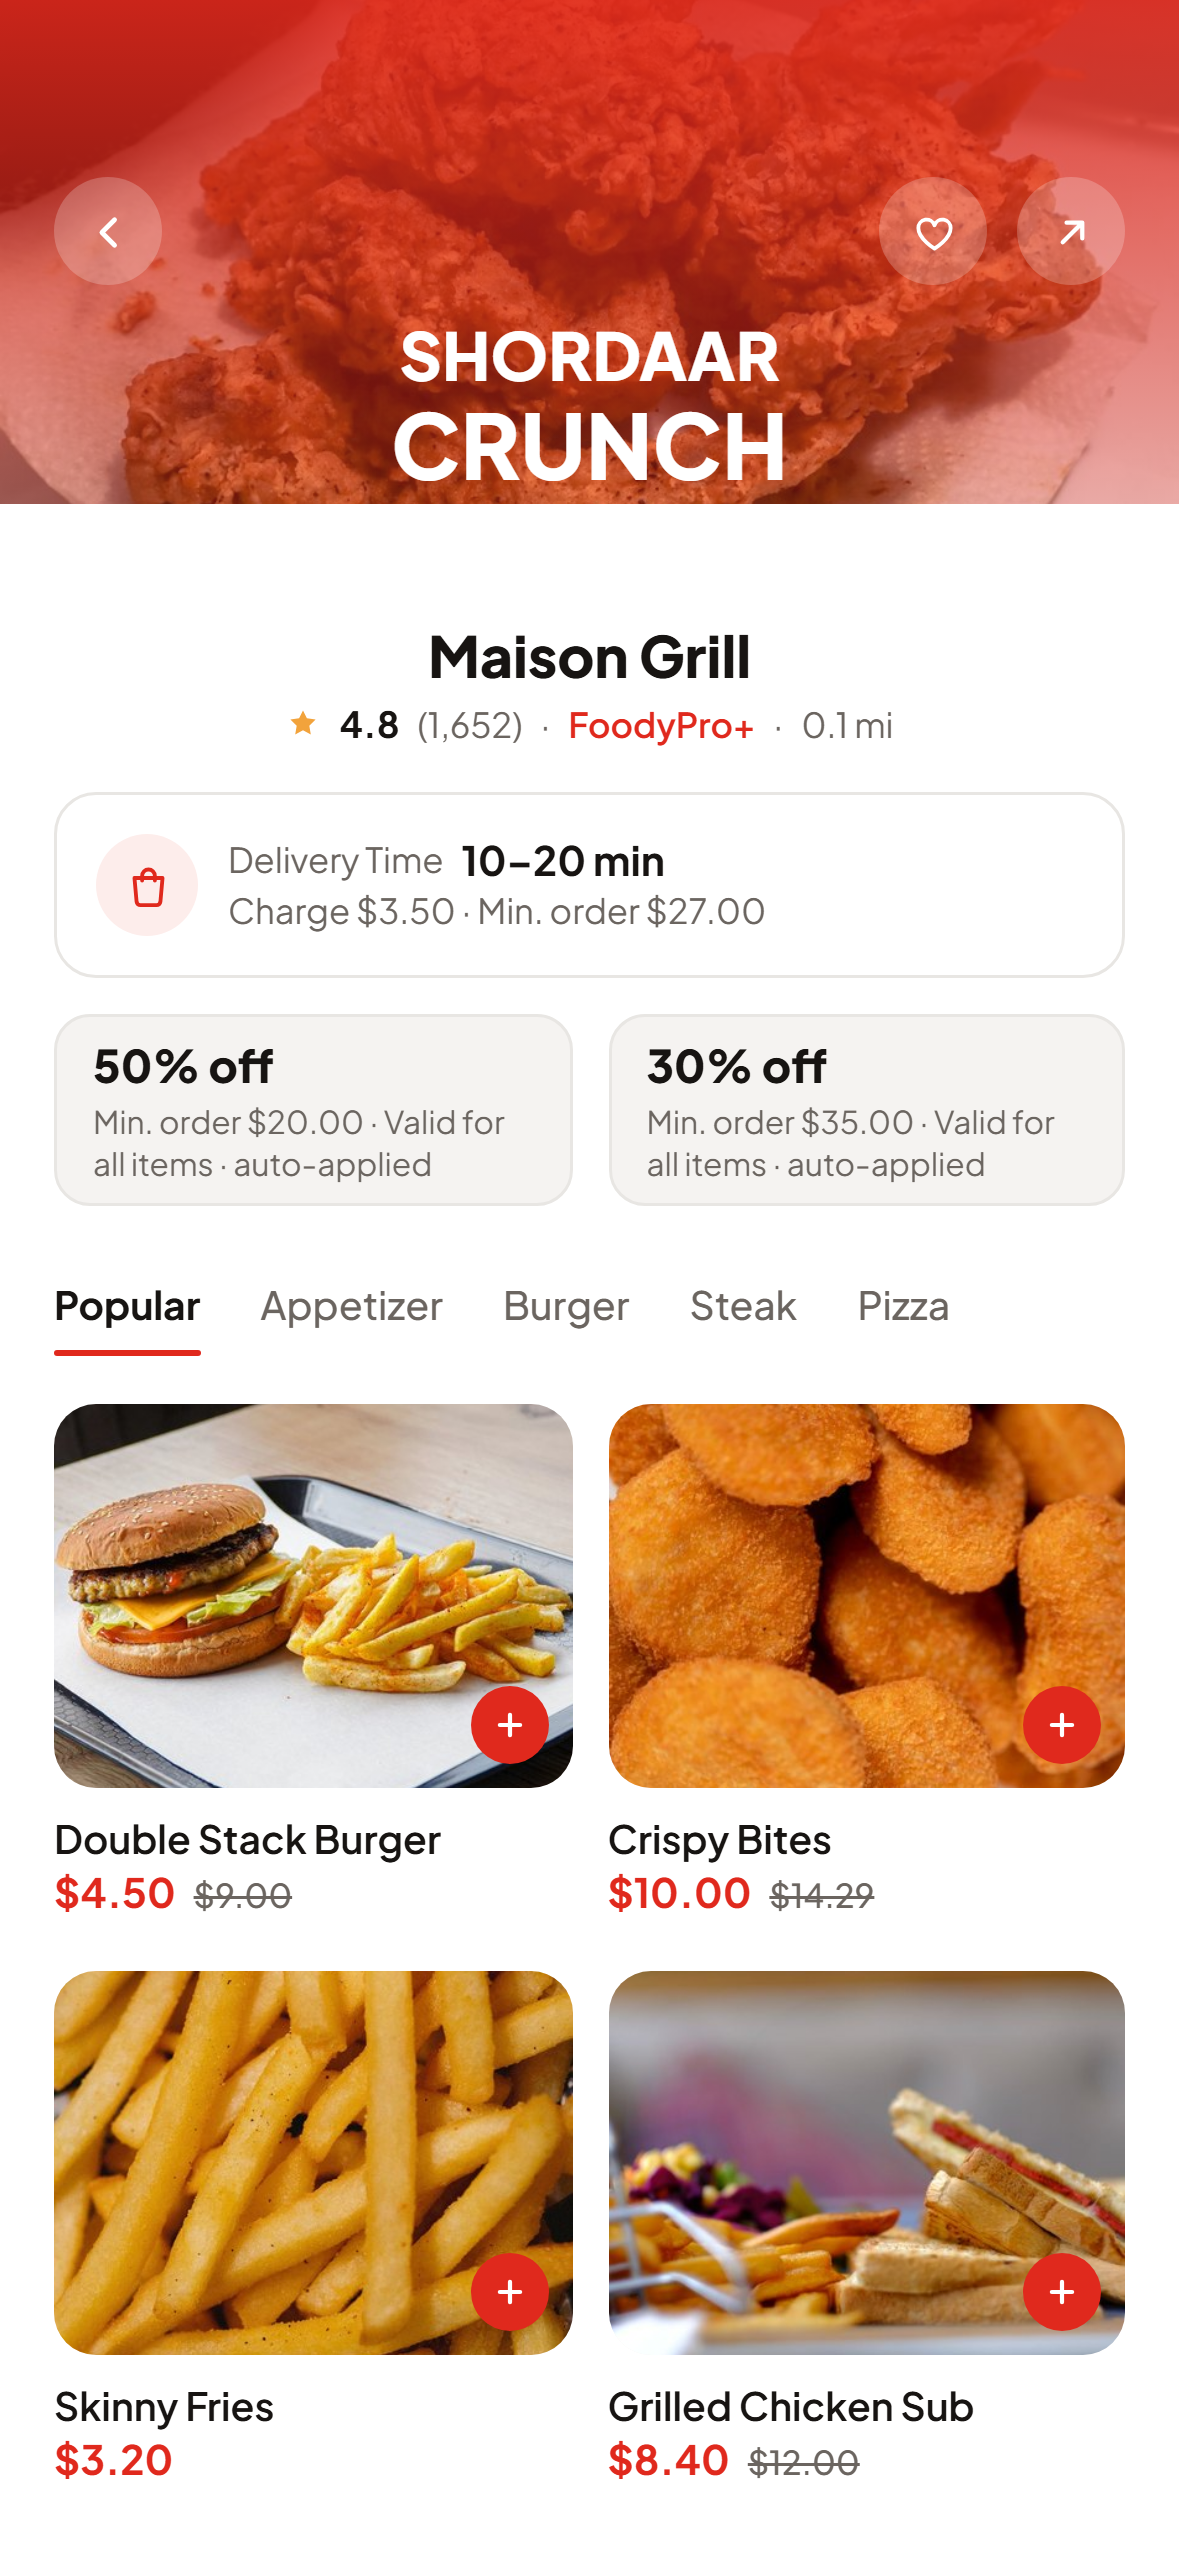 SHORDAAR
CRUNCH
Maison Grill
4.8 (1,652) · FoodyPro+ · 0.1 mi
Delivery Time 10–20 min
Charge $3.50 · Min. order $27.00
50% off
Min. order $20.00 · Valid for
all items · auto-applied
30% off
Min. order $35.00 · Valid for
all items · auto-applied
Popular Appetizer Burger Steak Pizza
Double Stack Burger
$4.50 $9.00
Crispy Bites
$10.00 $14.29
Skinny Fries
$3.20
Grilled Chicken Sub
$8.40 $12.00